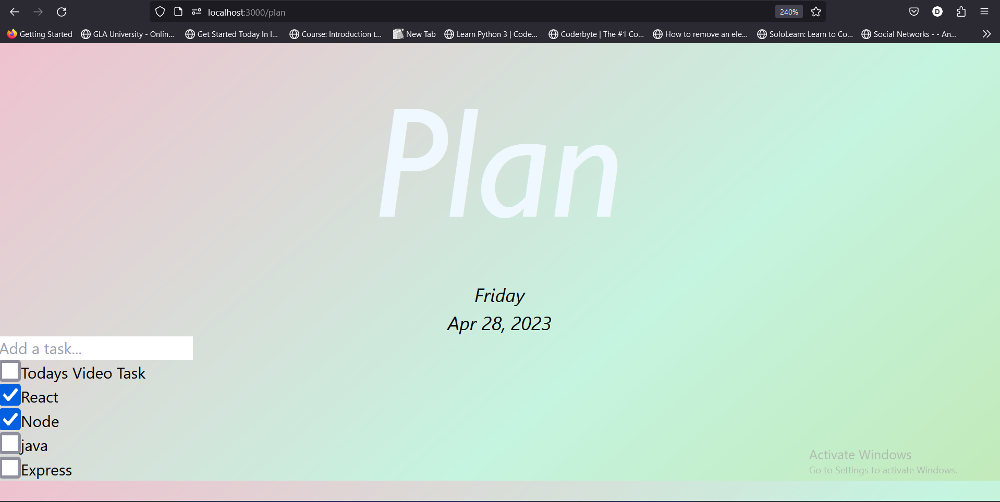 localhost:3000/plan
240%
D
Getting Started
GLA University - Onlin...
Get Started Today In I...
Course: Introduction t...
New Tab
Learn Python 3 | Code...
Coderbyte | The #1 Co...
How to remove an ele...
SoloLearn: Learn to Co...
Social Networks - - An...
Plan
Friday
Apr 28, 2023
Add a task...
Todays Video Task
React
Node
java
Express
Activate Windows
Go to Settings to activate Windows.